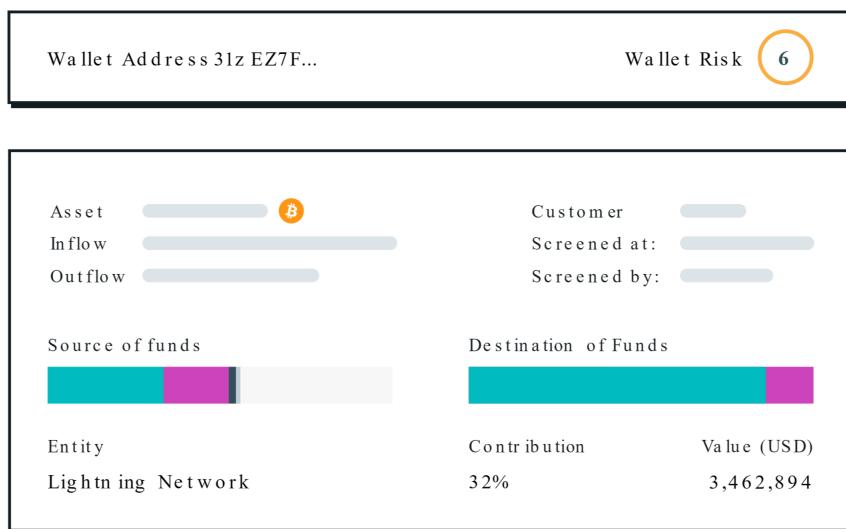 Wallet Address 31zEZ7F...
Wallet Risk 6
Asset
Inflow
Outflow
Customer
Screened at:
Screened by:
Source of funds
Destination of Funds
Entity Contribution Value (USD)
Lightning Network 32% 3,462,894